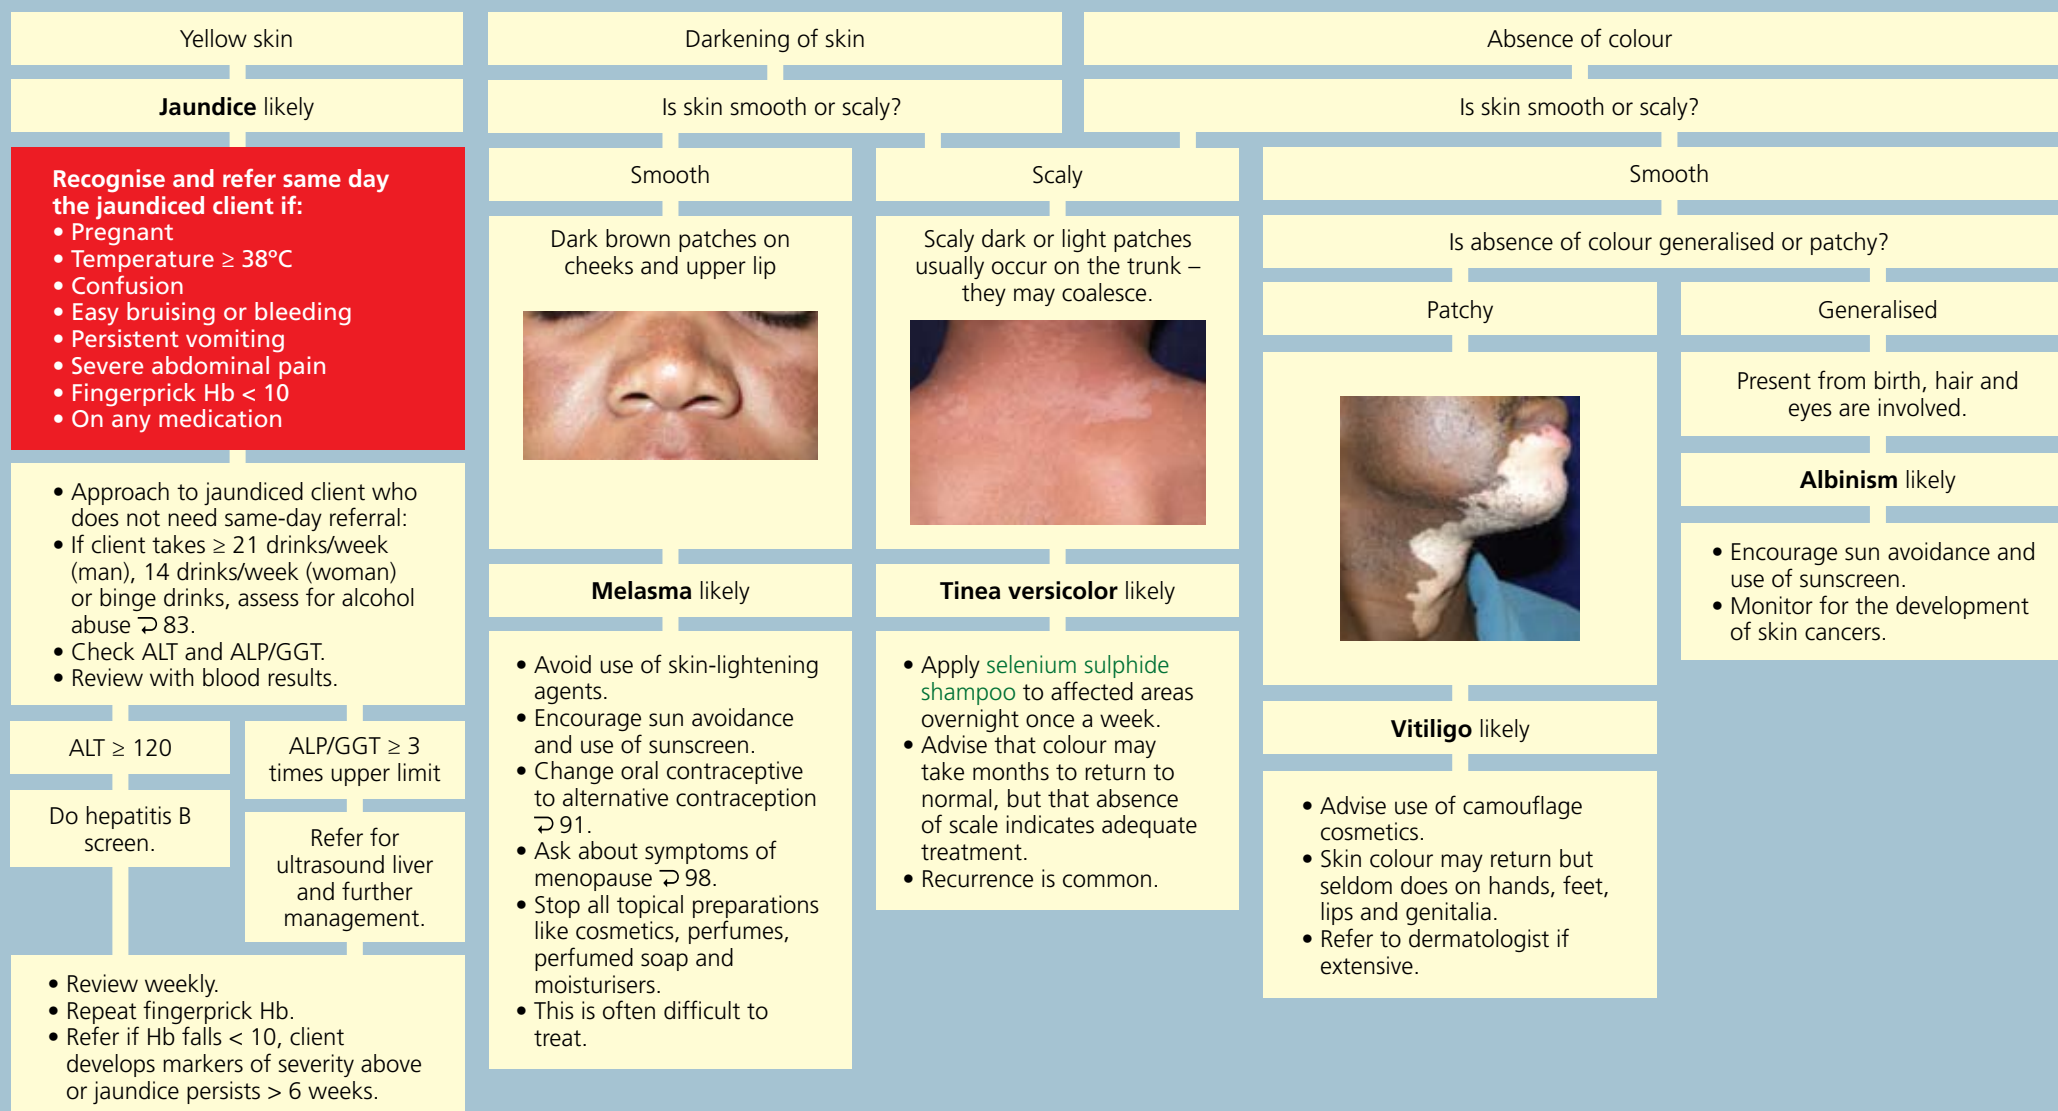 Yellow skin
Jaundice likely
Recognise and refer same day
the jaundiced client if:
• Pregnant
• Temperature ≥ 38ºC
• Confusion
• Easy bruising or bleeding
• Persistent vomiting
• Severe abdominal pain
• Fingerprick Hb < 10
• On any medication
• Approach to jaundiced client who
does not need same-day referral:
• If client takes ≥ 21 drinks/week
(man), 14 drinks/week (woman)
or binge drinks, assess for alcohol
abuse ⊋ 83.
• Check ALT and ALP/GGT.
• Review with blood results.
ALT ≥ 120
Do hepatitis B
screen.
ALP/GGT ≥ 3
times upper limit
Refer for
ultrasound liver
and further
management.
• Review weekly.
• Repeat fingerprick Hb.
• Refer if Hb falls < 10, client
develops markers of severity above
or jaundice persists > 6 weeks.
Darkening of skin
Is skin smooth or scaly?
Smooth
Dark brown patches on
cheeks and upper lip
Melasma likely
• Avoid use of skin-lightening
agents.
• Encourage sun avoidance
and use of sunscreen.
• Change oral contraceptive
to alternative contraception
⊋ 91.
• Ask about symptoms of
menopause ⊋ 98.
• Stop all topical preparations
like cosmetics, perfumes,
perfumed soap and
moisturisers.
• This is often difficult to
treat.
Scaly
Scaly dark or light patches
usually occur on the trunk –
they may coalesce.
Tinea versicolor likely
• Apply selenium sulphide
shampoo to affected areas
overnight once a week.
• Advise that colour may
take months to return to
normal, but that absence
of scale indicates adequate
treatment.
• Recurrence is common.
Absence of colour
Is skin smooth or scaly?
Smooth
Is absence of colour generalised or patchy?
Patchy
Vitiligo likely
• Advise use of camouflage
cosmetics.
• Skin colour may return but
seldom does on hands, feet,
lips and genitalia.
• Refer to dermatologist if
extensive.
Generalised
Present from birth, hair and
eyes are involved.
Albinism likely
• Encourage sun avoidance and
use of sunscreen.
• Monitor for the development
of skin cancers.